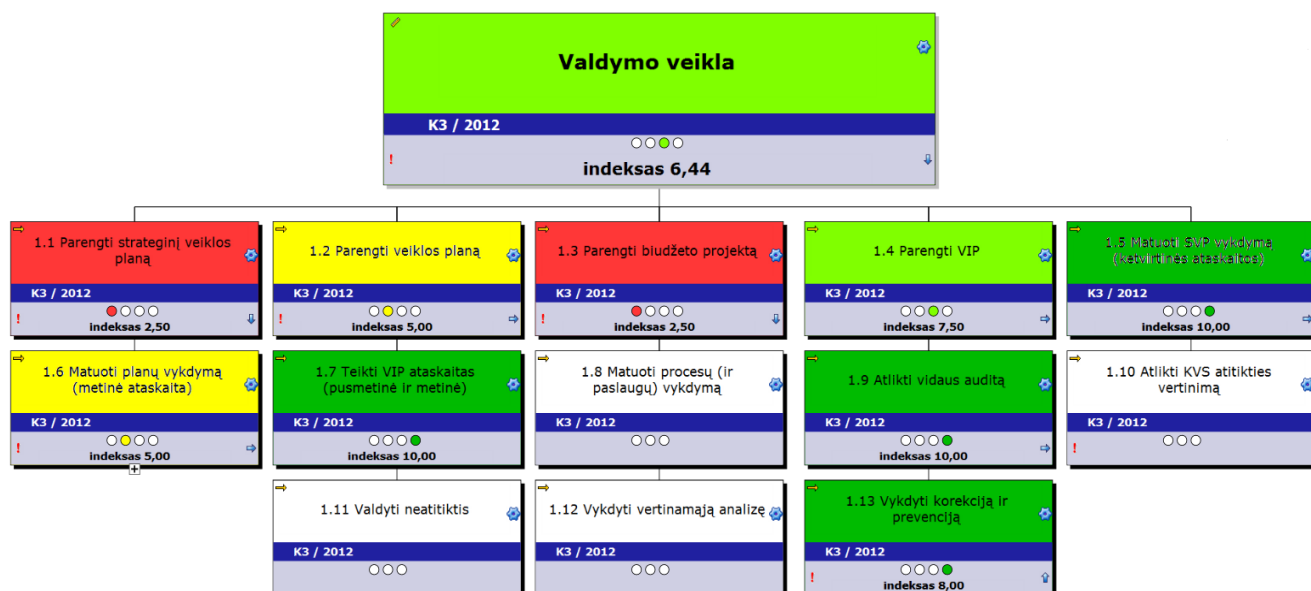 Valdymo veikla
K3 / 2012
!
indeksas 6,44
1.1 Parengti strateginį veiklos
planą
K3 / 2012
!
indeksas 2,50
1.2 Parengti veiklos planą
K3 / 2012
!
indeksas 5,00
1.3 Parengti biudžeto projektą
K3 / 2012
!
indeksas 2,50
1.4 Parengti VIP
K3 / 2012
indeksas 7,50
1.5 Matuoti SVP vykdymą
(ketvirtinės ataskaitos)
K3 / 2012
indeksas 10,00
1.6 Matuoti planų vykdymą
(metinė ataskaita)
K3 / 2012
!
indeksas 5,00
1.7 Teikti VIP ataskaitas
(pusmetinė ir metinė)
K3 / 2012
indeksas 10,00
1.8 Matuoti procesų (ir
paslaugų) vykdymą
K3 / 2012
1.9 Atlikti vidaus auditą
K3 / 2012
indeksas 10,00
1.10 Atlikti KVS atitikties
vertinimą
K3 / 2012
!
1.11 Valdyti neatitiktis
K3 / 2012
1.12 Vykdyti vertinamąją analizę
K3 / 2012
1.13 Vykdyti korekciją ir
prevenciją
K3 / 2012
!
indeksas 8,00